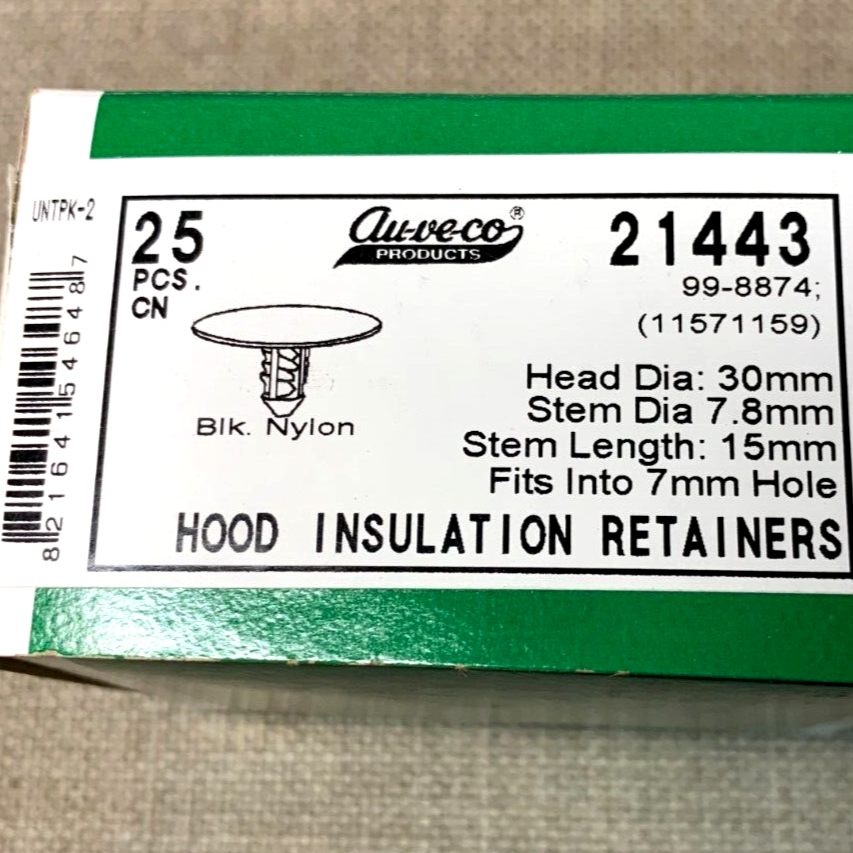 UNTPK-2
8 21641 54648 7
25
PCS.
CN
Au-ve-co®
PRODUCTS
21443
99-8874;
(11571159)
Blk. Nylon
Head Dia: 30mm
Stem Dia 7.8mm
Stem Length: 15mm
Fits Into 7mm Hole
HOOD INSULATION RETAINERS